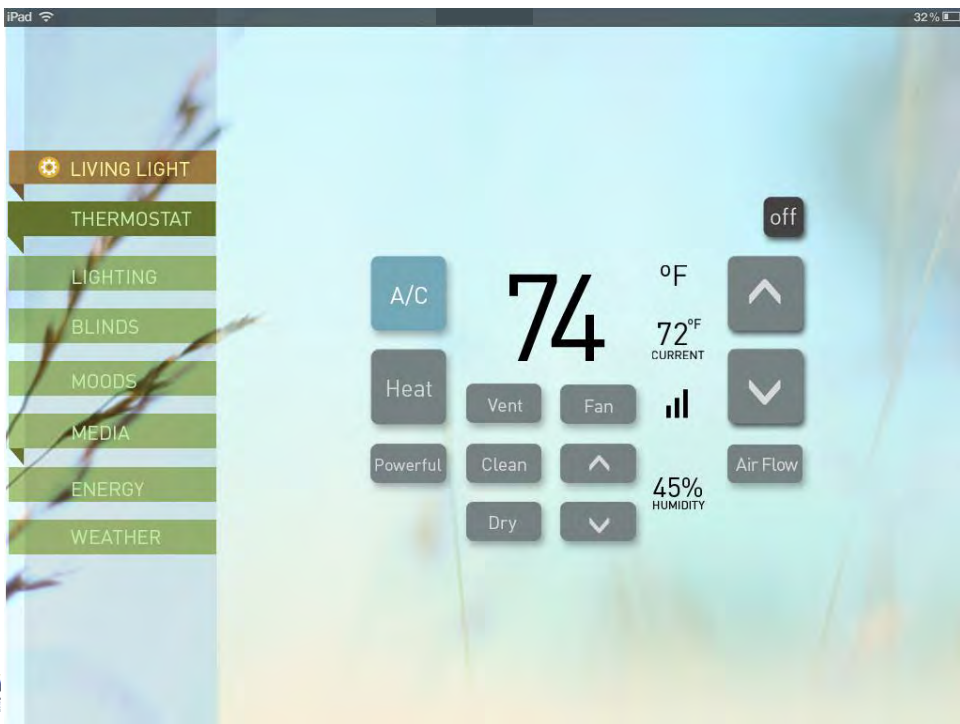 iPad
32%
LIVING LIGHT
THERMOSTAT
LIGHTING
BLINDS
MOODS
MEDIA
ENERGY
WEATHER
off
A/C
74
ºF
72ºF
CURRENT
Heat
Vent
Fan
Powerful
Clean
Air Flow
45%
HUMIDITY
Dry